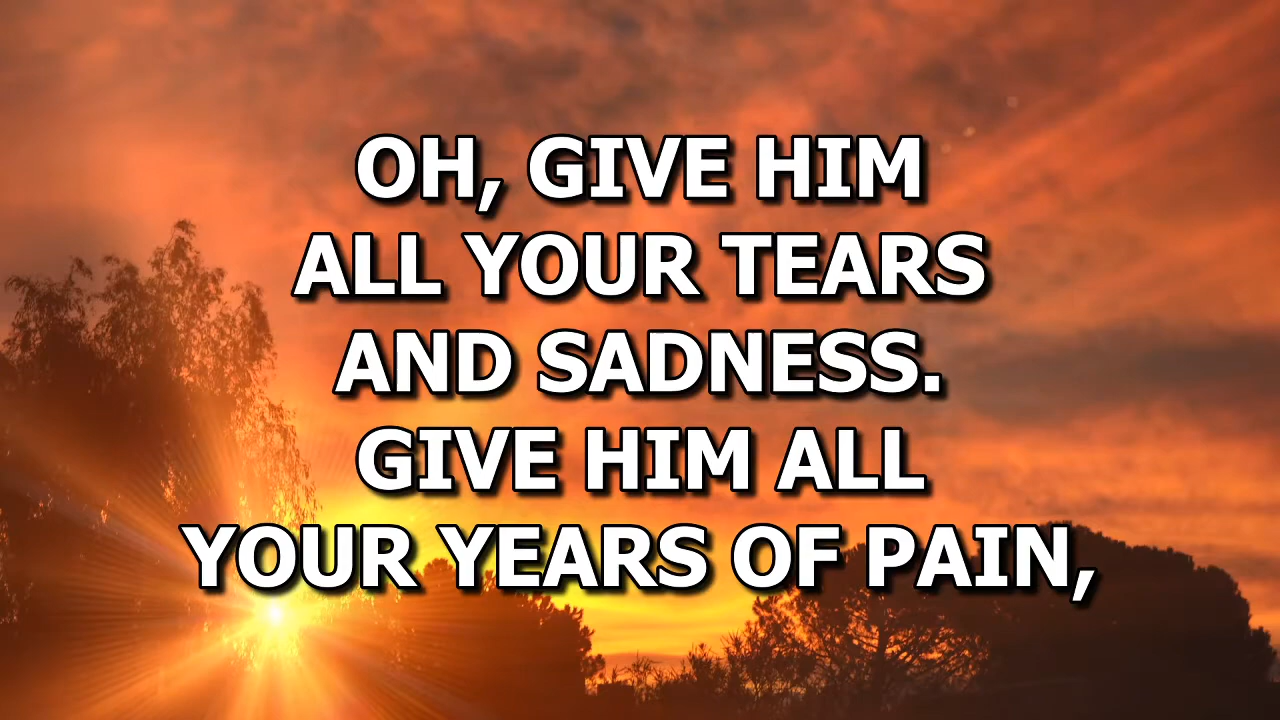 OH, GIVE HIM
ALL YOUR TEARS
AND SADNESS.
GIVE HIM ALL
YOUR YEARS OF PAIN,